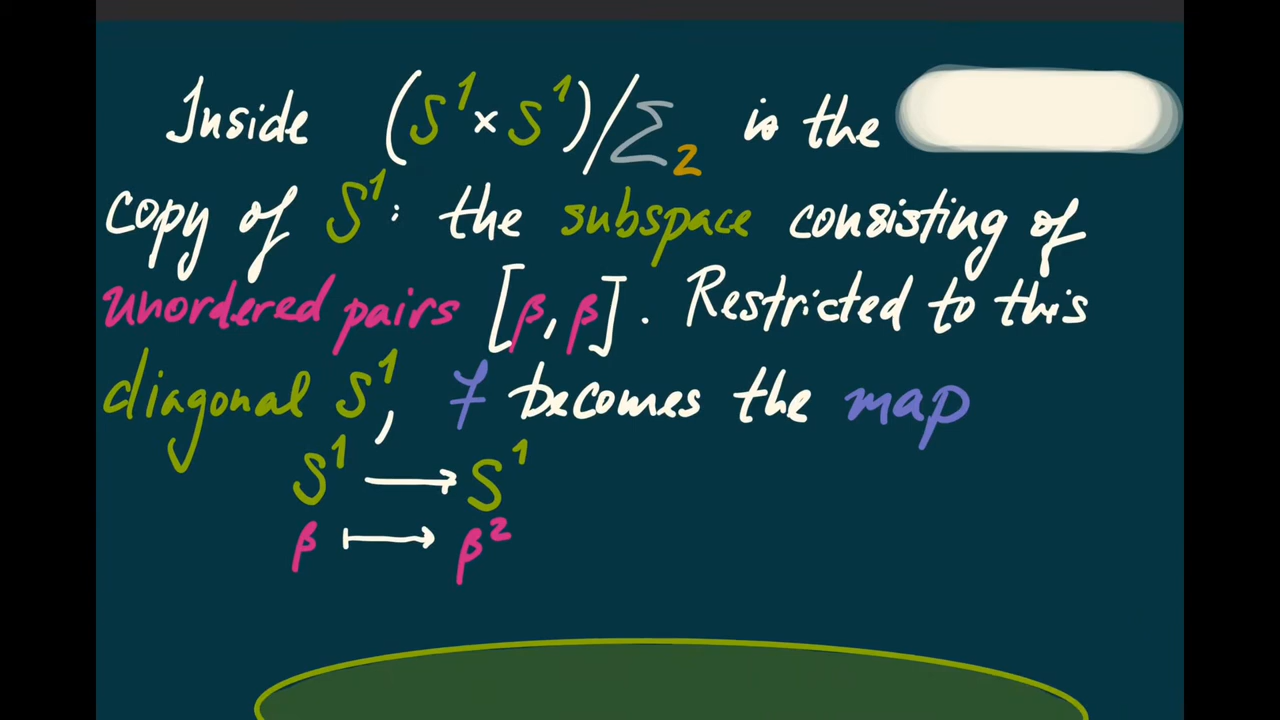 Inside (S¹ × S¹)/Σ₂ is the
copy of S¹: the subspace consisting of
unordered pairs [β, β]. Restricted to this
diagonal S¹, f becomes the map
S¹ ⟶ S¹
β ⟼ β²